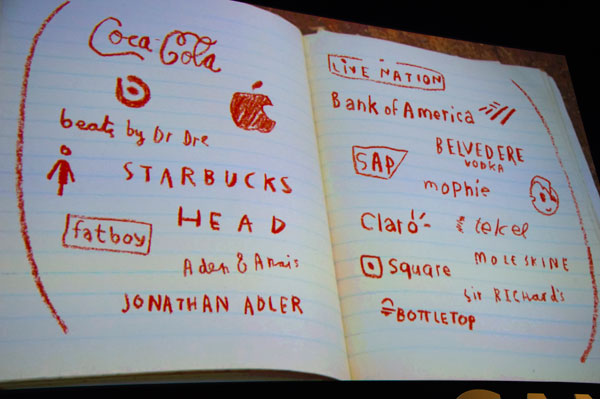 Coca-Cola
beats by Dr Dre
STARBUCKS
HEAD
fatboy
Aden & Anais
JONATHAN ADLER
LIVE NATION
Bank of America
BELVEDERE
VODKA
SAP
mophie
Claro
telcel
MOLESKINE
Square
Sir RICHARD'S
BOTTLETOP